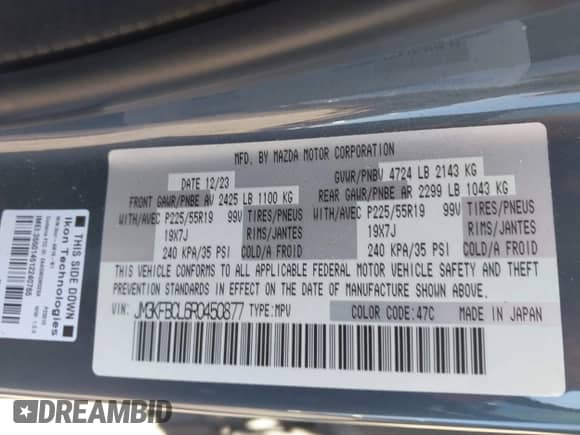 MFD. BY MAZDA MOTOR CORPORATION
DATE 12/23
GVWR/PNBV 4724 LB 2143 KG
FRONT GAWR/PNBE AV 2425 LB 1100 KG
REAR GAWR/PNBE AR 2299 LB 1043 KG
WITH/AVEC P225/55R19 99V TIRES/PNEUS
19X7J RIMS/JANTES
240 KPA/35 PSI COLD/A FROID
WITH/AVEC P225/55R19 99V TIRES/PNEUS
19X7J RIMS/JANTES
240 KPA/35 PSI COLD/A FROID
THIS VEHICLE CONFORMS TO ALL APPLICABLE FEDERAL MOTOR VEHICLE SAFETY AND THEFT
PREVENTION STANDARDS IN EFFECT ON THE DATE OF MANUFACTURE SHOWN ABOVE.
VIN: JM3KFBCL6R0450877 TYPE:MPV
COLOR CODE:47C MADE IN JAPAN
THIS SIDE DOWN
Ikon Technologies
DREAMBID